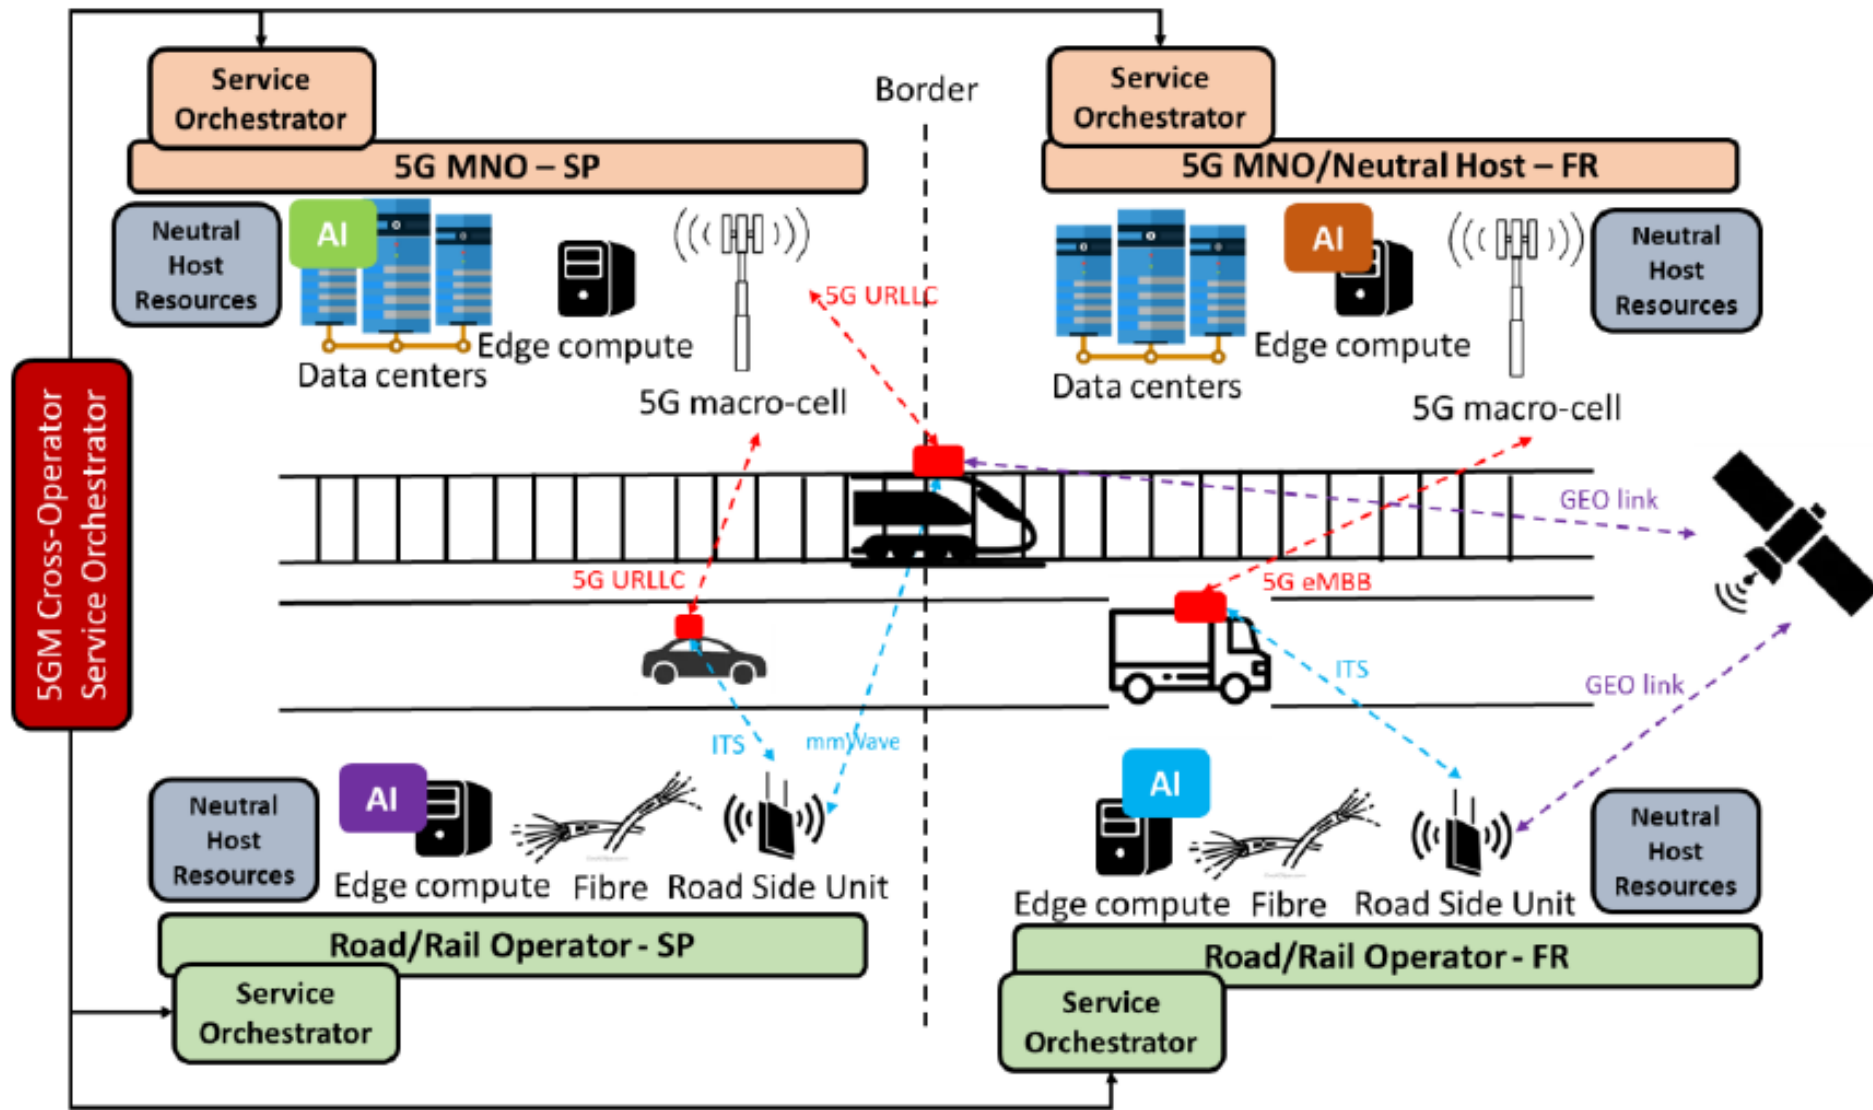 Service
Orchestrator
5G MNO – SP
Border
Service
Orchestrator
5G MNO/Neutral Host – FR
Neutral
Host
Resources
AI
Data centers
Edge compute
5G macro-cell
5G URLLC
Data centers
AI
Edge compute
5G macro-cell
Neutral
Host
Resources
5GM Cross-Operator
Service Orchestrator
GEO link
5G URLLC
5G eMBB
ITS
GEO link
ITS
mmWave
Neutral
Host
Resources
AI
Edge compute
Fibre
Road Side Unit
AI
Edge compute
Fibre
Road Side Unit
Neutral
Host
Resources
Road/Rail Operator - SP
Service
Orchestrator
Road/Rail Operator - FR
Service
Orchestrator